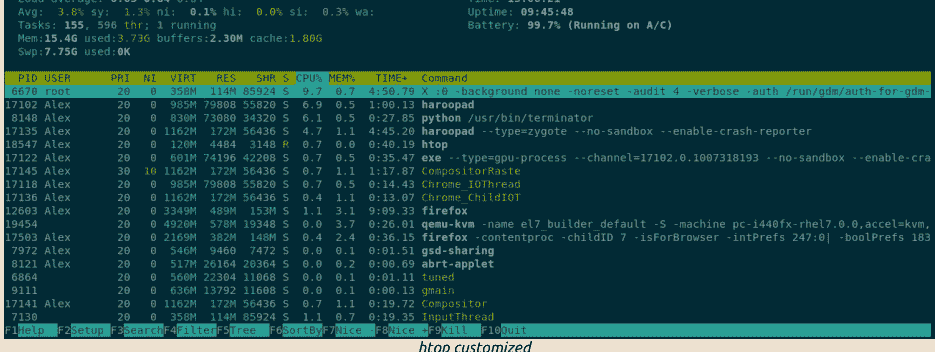 Avg: 3.8% sy: 1.3% ni: 0.1% hi: 0.0% si: 0.3% wa:
Uptime: 09:45:48
Tasks: 155, 596 thr; 1 running
Battery: 99.7% (Running on A/C)
Mem:15.4G used:3.73G buffers:2.30M cache:1.80G
Swp:7.75G used:0K
PID USER PRI NI VIRT RES SHR S CPU% MEM% TIME+ Command
6670 root 20 0 358M 114M 85924 S 9.7 0.7 4:50.79 X :0 -background none -noreset -audit 4 -verbose -auth /run/gdm/auth-for-gdm-
17102 Alex 20 0 985M 79808 55820 S 6.9 0.5 1:00.13 haroopad
8148 Alex 20 0 830M 73080 34320 S 6.1 0.5 0:27.85 python /usr/bin/terminator
17135 Alex 20 0 1162M 172M 56436 S 4.7 1.1 4:45.20 haroopad --type=zygote --no-sandbox --enable-crash-reporter
18547 Alex 20 0 120M 4484 3148 R 0.7 0.0 0:40.19 htop
17122 Alex 20 0 601M 74196 42208 S 0.7 0.5 0:35.47 exe --type=gpu-process --channel=17102.0.1007318193 --no-sandbox --enable-cra
17145 Alex 30 10 1162M 172M 56436 S 0.7 1.1 1:17.87 CompositorRaste
17118 Alex 20 0 985M 79808 55820 S 0.7 0.5 0:14.43 Chrome_IOThread
17136 Alex 20 0 1162M 172M 56436 S 0.4 1.1 0:13.07 Chrome_ChildIOT
12603 Alex 20 0 3349M 489M 153M S 1.1 3.1 9:09.33 firefox
19454 20 0 4920M 578M 19348 S 0.0 3.7 0:26.01 qemu-kvm -name el7_builder_default -S -machine pc-i440fx-rhel7.0.0,accel=kvm,
17503 Alex 20 0 2169M 382M 148M S 0.4 2.4 0:36.15 firefox -contentproc -childID 7 -isForBrowser -intPrefs 247:0| -boolPrefs 183
7972 Alex 20 0 546M 9460 7472 S 0.0 0.1 0:01.51 gsd-sharing
8121 Alex 20 0 517M 26164 20364 S 0.0 0.2 0:00.69 abrt-applet
6864 20 0 560M 22304 11068 S 0.0 0.1 0:01.11 tuned
9111 20 0 636M 13792 11608 S 0.0 0.1 0:00.13 gmain
17141 Alex 20 0 1162M 172M 56436 S 0.7 1.1 0:19.72 Compositor
7130 20 0 358M 114M 85924 S 1.1 0.7 0:19.35 InputThread
F1Help F2Setup F3SearchF4FilterF5Tree F6SortByF7Nice -F8Nice +F9Kill F10Quit
htop customized